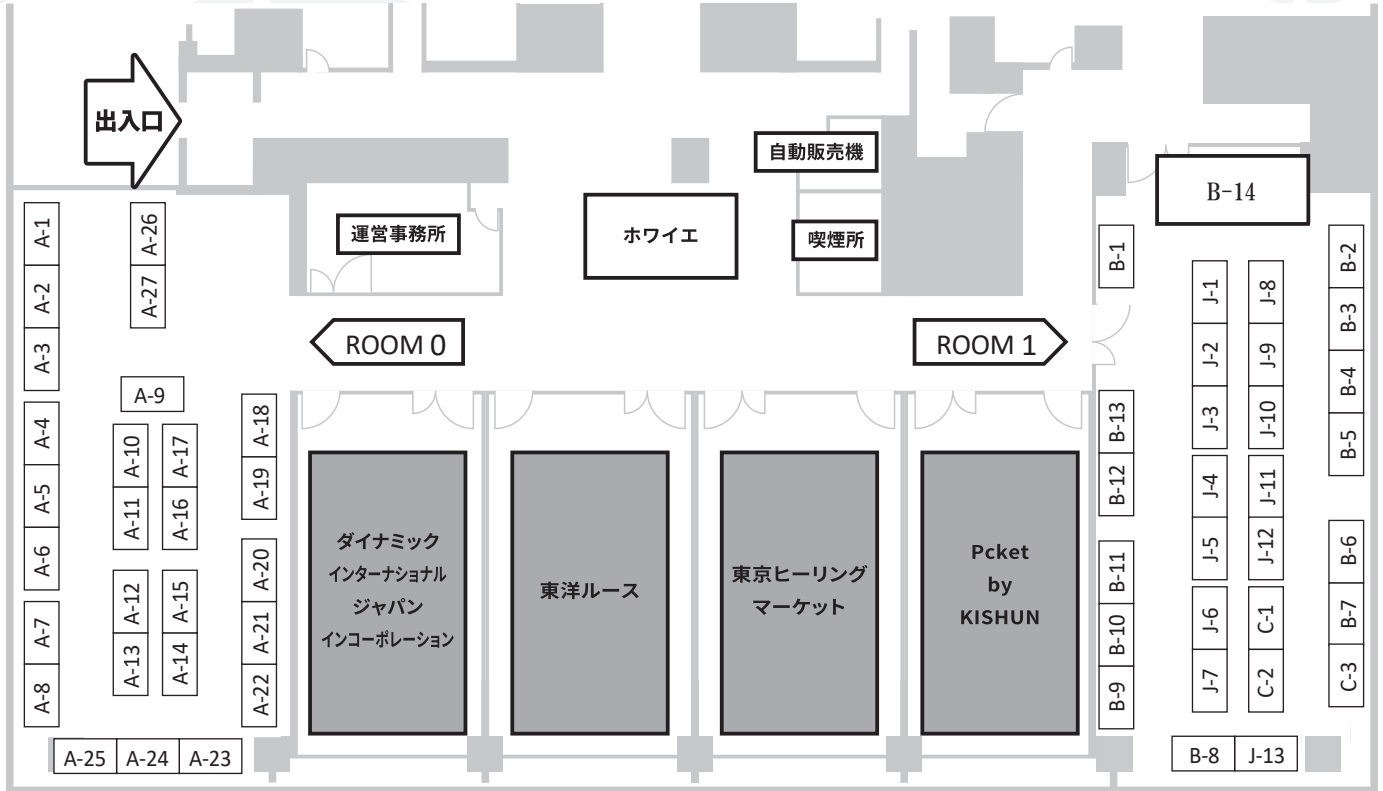 出入口
自動販売機
B-14
運営事務所
ホワイエ
喫煙所
ROOM 0
ROOM 1
A-1
A-2
A-3
A-4
A-5
A-6
A-7
A-8
A-26
A-27
A-9
A-10
A-11
A-12
A-13
A-17
A-16
A-15
A-14
A-18
A-19
A-20
A-21
A-22
A-25
A-24
A-23
ダイナミック
インターナショナル
ジャパン
インコーポレーション
東洋ルース
東京ヒーリング
マーケット
Pcket
by
KISHUN
B-1
B-13
B-12
B-11
B-10
B-9
J-1
J-2
J-3
J-4
J-5
J-6
J-7
J-8
J-9
J-10
J-11
J-12
C-1
C-2
B-2
B-3
B-4
B-5
B-6
B-7
C-3
B-8
J-13